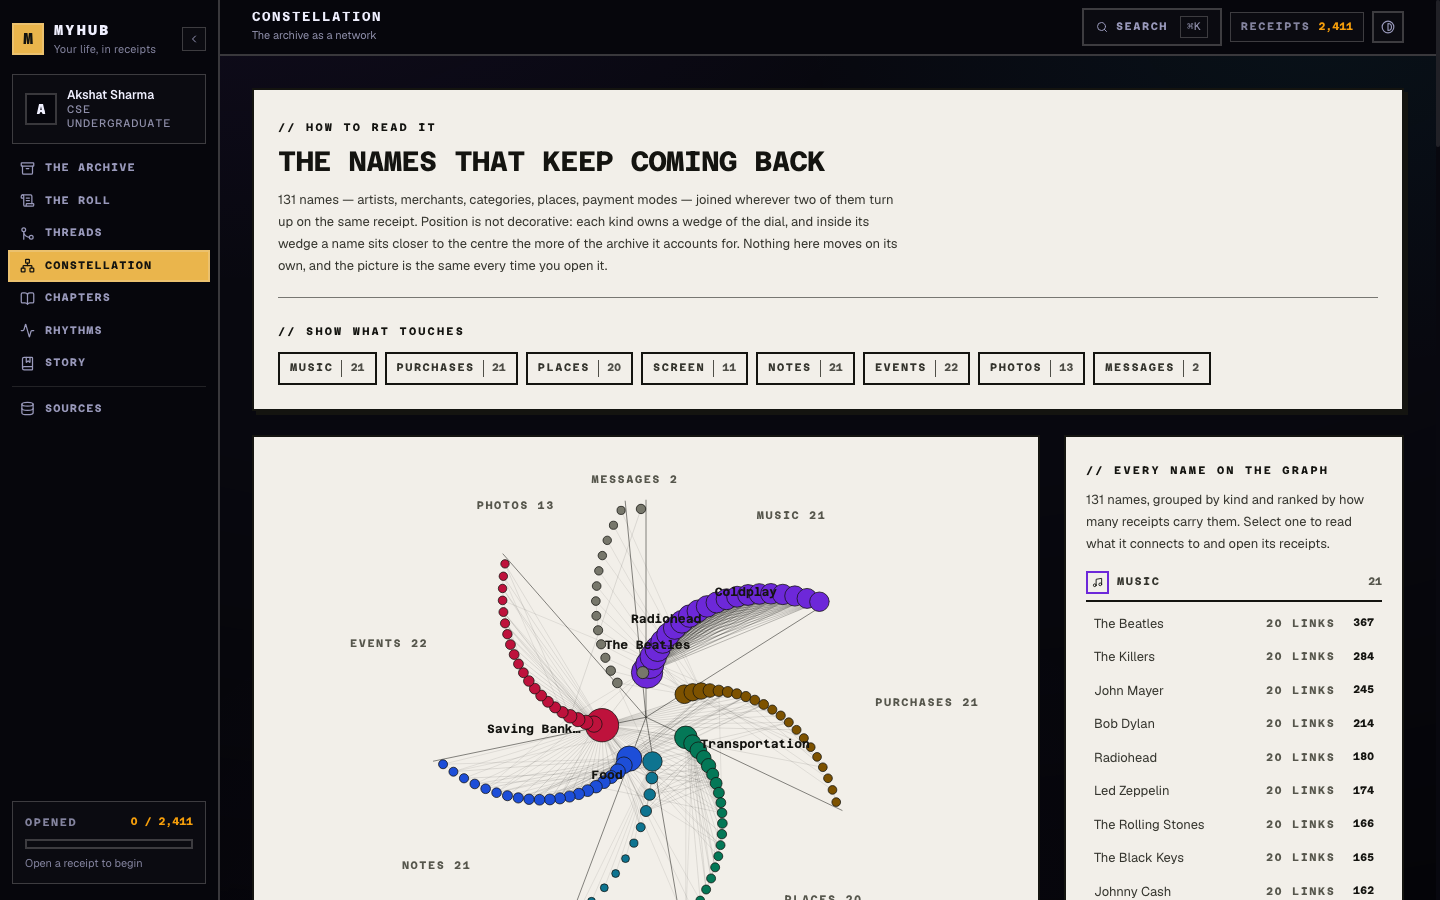 M
MYHUB
Your life, in receipts
A
Akshat Sharma
CSE
UNDERGRADUATE
THE ARCHIVE
THE ROLL
THREADS
CONSTELLATION
CHAPTERS
RHYTHMS
STORY
SOURCES
OPENED 0 / 2,411
Open a receipt to begin
CONSTELLATION
The archive as a network
SEARCH ⌘K
RECEIPTS 2,411
// HOW TO READ IT
THE NAMES THAT KEEP COMING BACK
131 names — artists, merchants, categories, places, payment modes — joined wherever two of them turn
up on the same receipt. Position is not decorative: each kind owns a wedge of the dial, and inside its
wedge a name sits closer to the centre the more of the archive it accounts for. Nothing here moves on its
own, and the picture is the same every time you open it.
// SHOW WHAT TOUCHES
MUSIC 21
PURCHASES 21
PLACES 20
SCREEN 11
NOTES 21
EVENTS 22
PHOTOS 13
MESSAGES 2
MESSAGES 2
PHOTOS 13
MUSIC 21
Coldplay
Radiohead
The Beatles
EVENTS 22
PURCHASES 21
Saving Bank…
Transportation
Food
NOTES 21
PLACES 20
// EVERY NAME ON THE GRAPH
131 names, grouped by kind and ranked by how
many receipts carry them. Select one to read
what it connects to and open its receipts.
MUSIC 21
The Beatles 20 LINKS 367
The Killers 20 LINKS 284
John Mayer 20 LINKS 245
Bob Dylan 20 LINKS 214
Radiohead 20 LINKS 180
Led Zeppelin 20 LINKS 174
The Rolling Stones 20 LINKS 166
The Black Keys 20 LINKS 165
Johnny Cash 20 LINKS 162